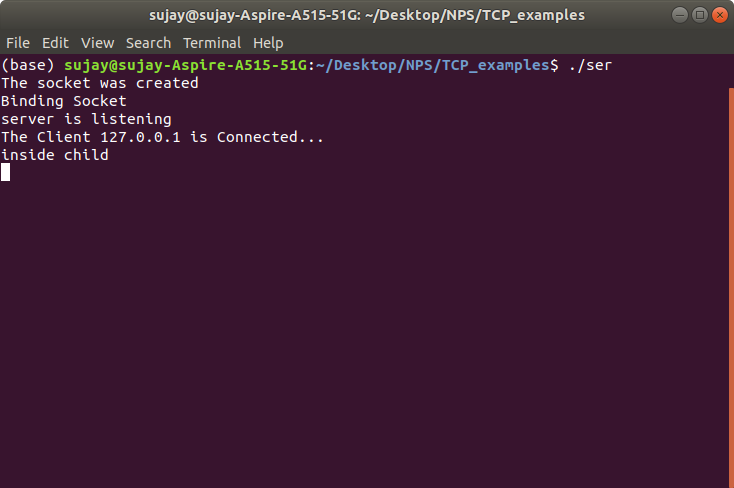 sujay@sujay-Aspire-A515-51G: ~/Desktop/NPS/TCP_examples
File Edit View Search Terminal Help
(base) sujay@sujay-Aspire-A515-51G:~/Desktop/NPS/TCP_examples$ ./ser
The socket was created
Binding Socket
server is listening
The Client 127.0.0.1 is Connected...
inside child